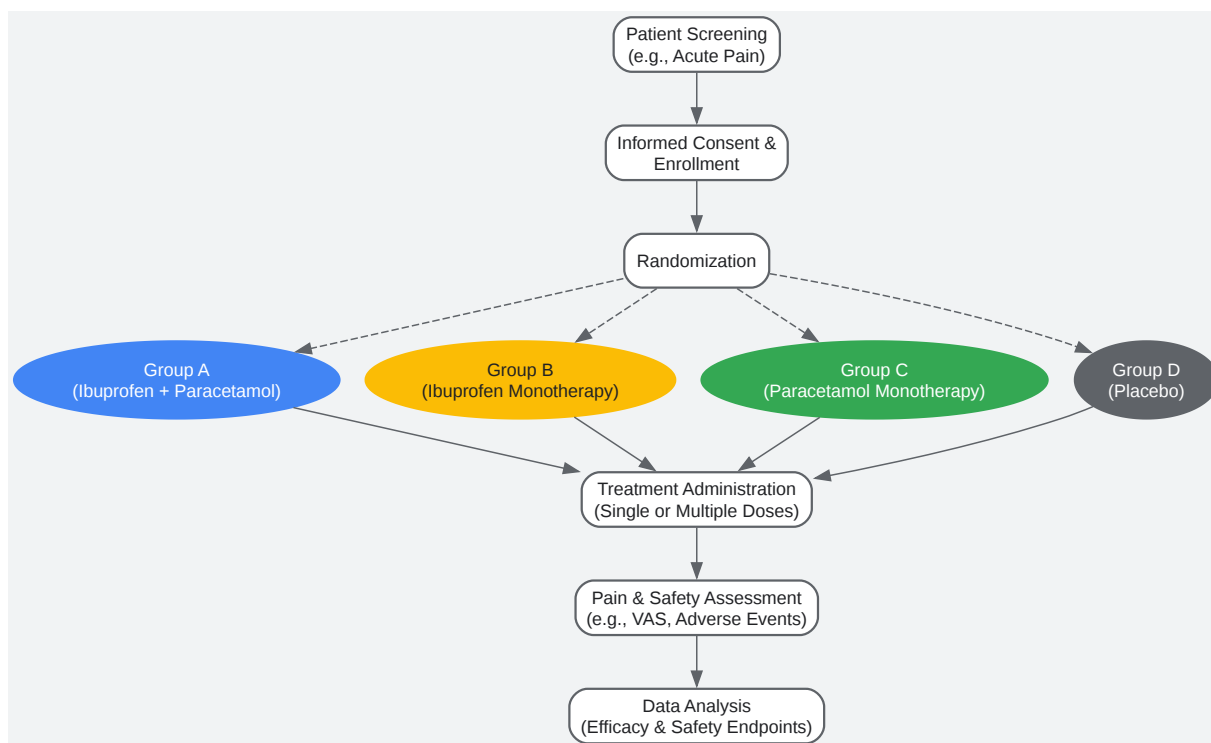 Patient Screening
(e.g., Acute Pain)
Informed Consent &
Enrollment
Randomization
Group A
(Ibuprofen + Paracetamol)
Group B
(Ibuprofen Monotherapy)
Group C
(Paracetamol Monotherapy)
Group D
(Placebo)
Treatment Administration
(Single or Multiple Doses)
Pain & Safety Assessment
(e.g., VAS, Adverse Events)
Data Analysis
(Efficacy & Safety Endpoints)